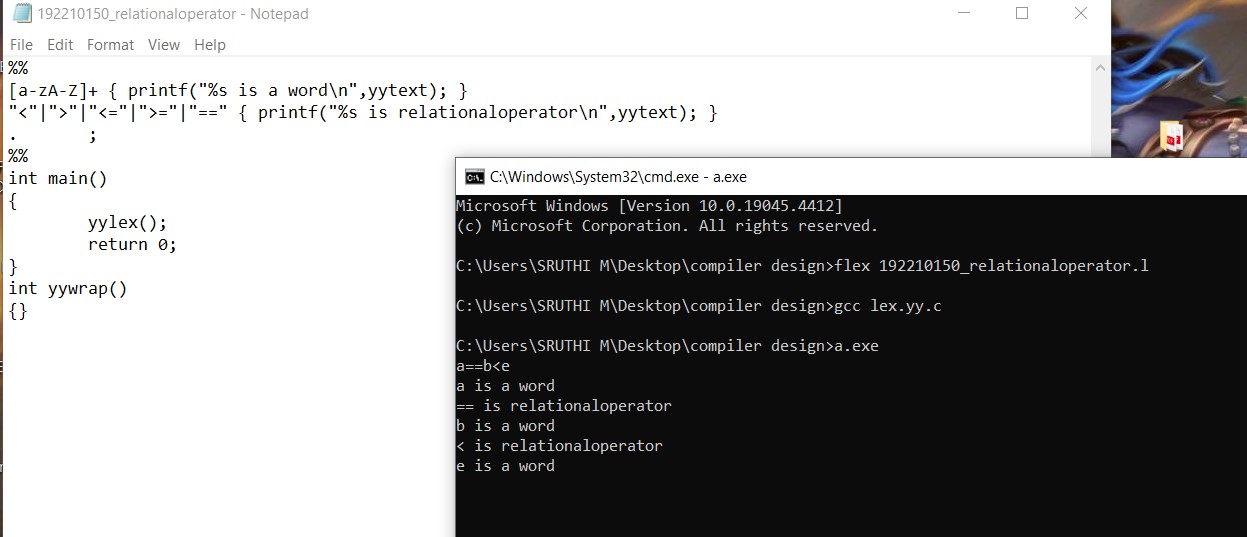 192210150_relationaloperator - Notepad
File Edit Format View Help
%%
[a-zA-Z]+ { printf("%s is a word\n",yytext); }
"<"|">"|"<="|">="|"==" { printf("%s is relationaloperator\n",yytext); }
.	;
%%
int main()
{
	yylex();
	return 0;
}
int yywrap()
{}
C:\Windows\System32\cmd.exe - a.exe
Microsoft Windows [Version 10.0.19045.4412]
(c) Microsoft Corporation. All rights reserved.
C:\Users\SRUTHI M\Desktop\compiler design>flex 192210150_relationaloperator.l
C:\Users\SRUTHI M\Desktop\compiler design>gcc lex.yy.c
C:\Users\SRUTHI M\Desktop\compiler design>a.exe
a==b<e
a is a word
== is relationaloperator
b is a word
< is relationaloperator
e is a word